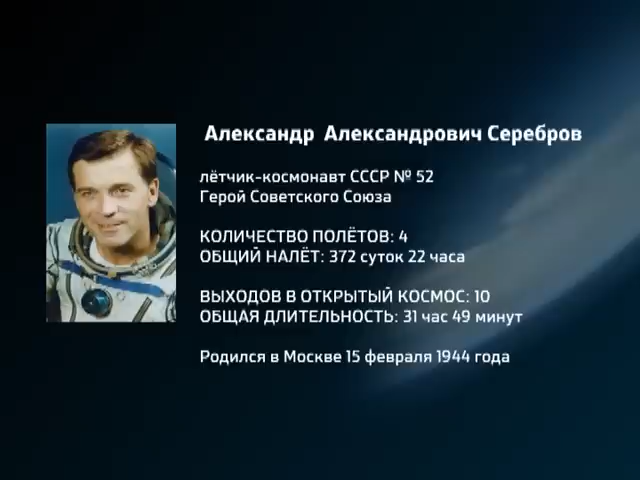 Александр Александрович Серебров
лётчик-космонавт СССР № 52
Герой Советского Союза
КОЛИЧЕСТВО ПОЛЁТОВ: 4
ОБЩИЙ НАЛЁТ: 372 суток 22 часа
ВЫХОДОВ В ОТКРЫТЫЙ КОСМОС: 10
ОБЩАЯ ДЛИТЕЛЬНОСТЬ: 31 час 49 минут
Родился в Москве 15 февраля 1944 года